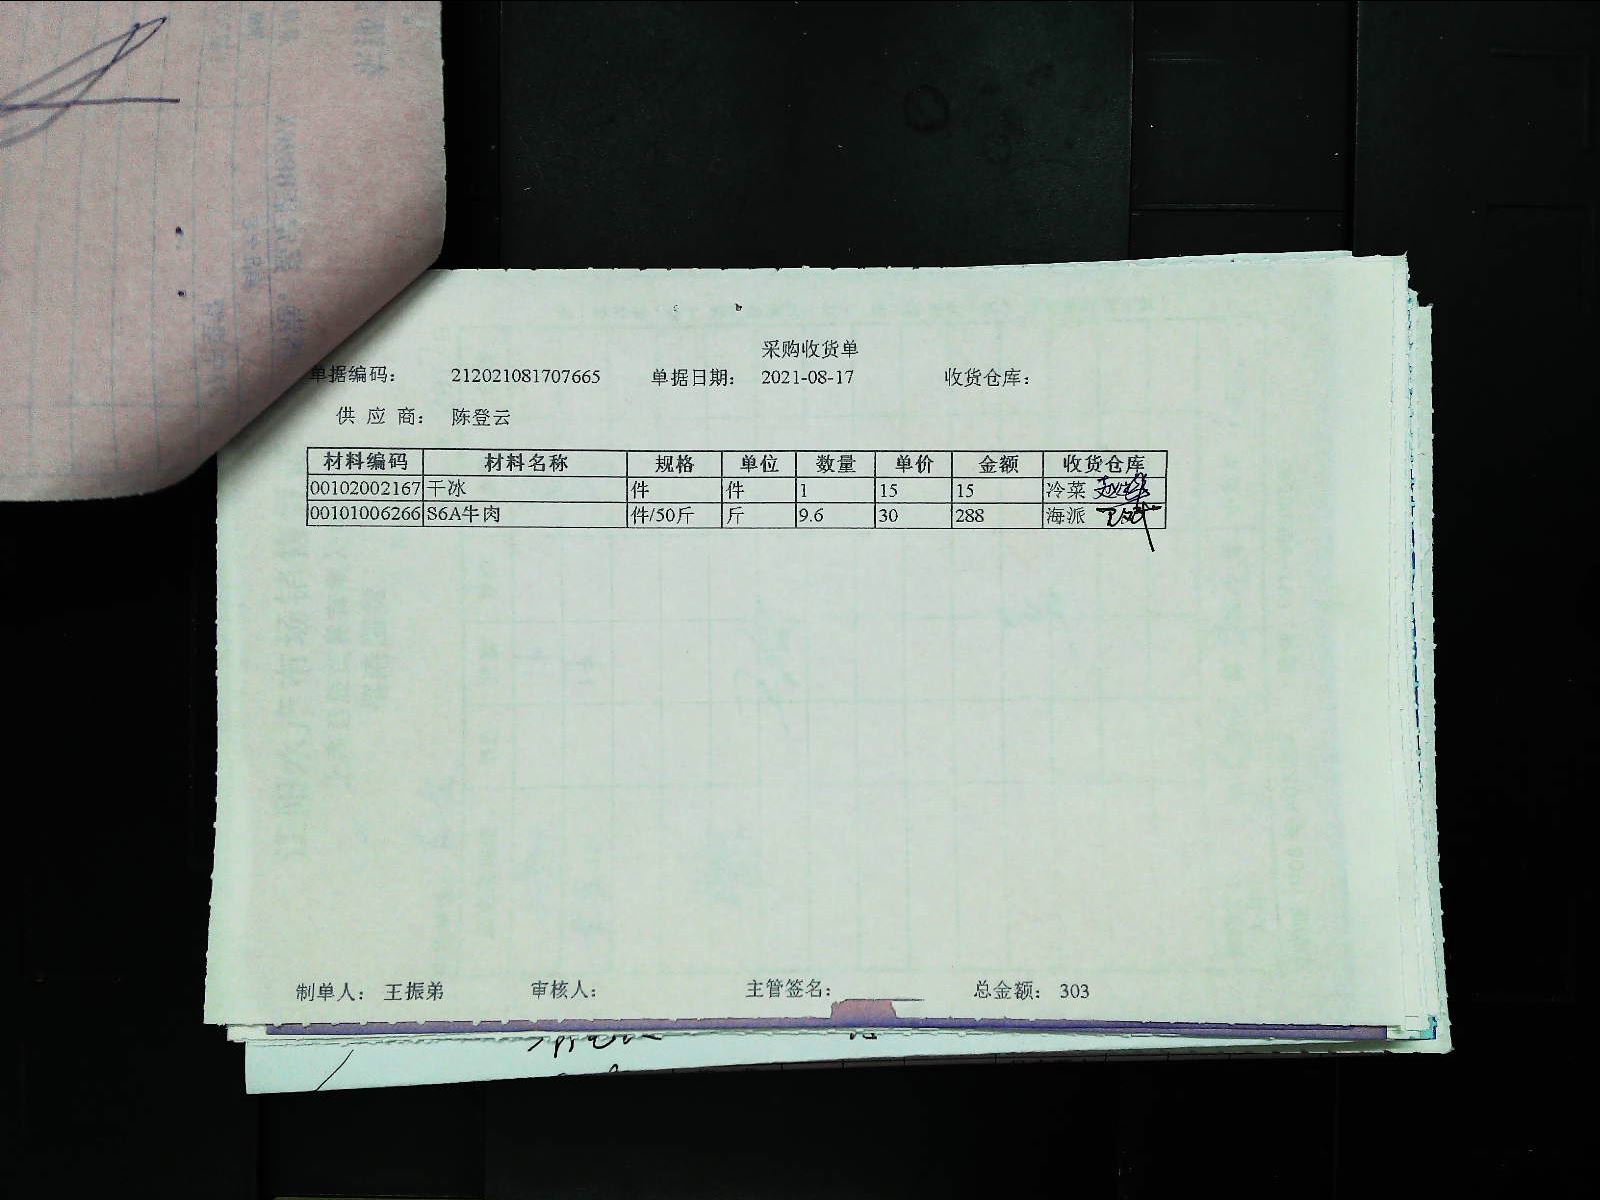 采购收货单
单据编码： 212021081707665 单据日期： 2021-08-17 收货仓库：
供 应 商： 陈登云
材料编码 材料名称 规格 单位 数量 单价 金额 收货仓库
00102002167 干冰 件 件 1 15 15 冷菜
00101006266 S6A牛肉 件/50斤 斤 9.6 30 288 海派
制单人： 王振弟 审核人： 主管签名： 总金额： 303